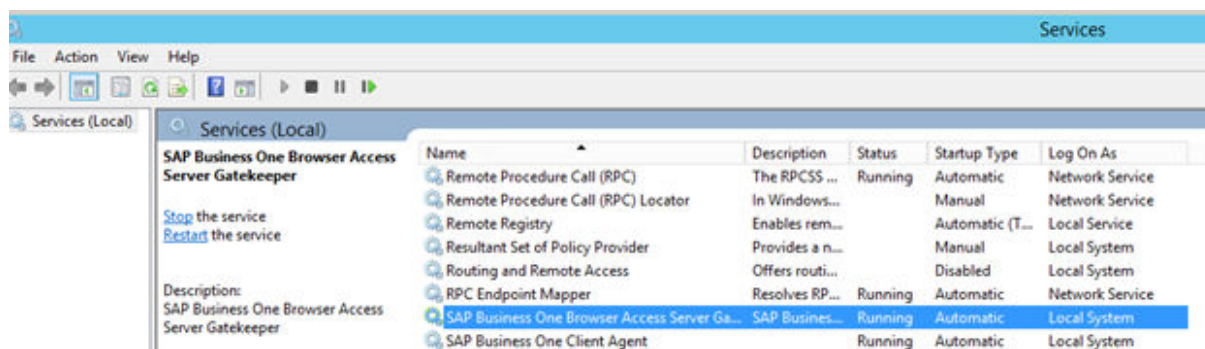 Services
File Action View Help
Services (Local)
Services (Local)
SAP Business One Browser Access
Server Gatekeeper
Stop the service
Restart the service
Description:
SAP Business One Browser Access
Server Gatekeeper
Name Description Status Startup Type Log On As
Remote Procedure Call (RPC) The RPCSS ... Running Automatic Network Service
Remote Procedure Call (RPC) Locator In Windows... Manual Network Service
Remote Registry Enables rem... Automatic (T... Local Service
Resultant Set of Policy Provider Provides a n... Manual Local System
Routing and Remote Access Offers routi... Disabled Local System
RPC Endpoint Mapper Resolves RP... Running Automatic Network Service
SAP Business One Browser Access Server Ga... SAP Busines... Running Automatic Local System
SAP Business One Client Agent Running Automatic Local System